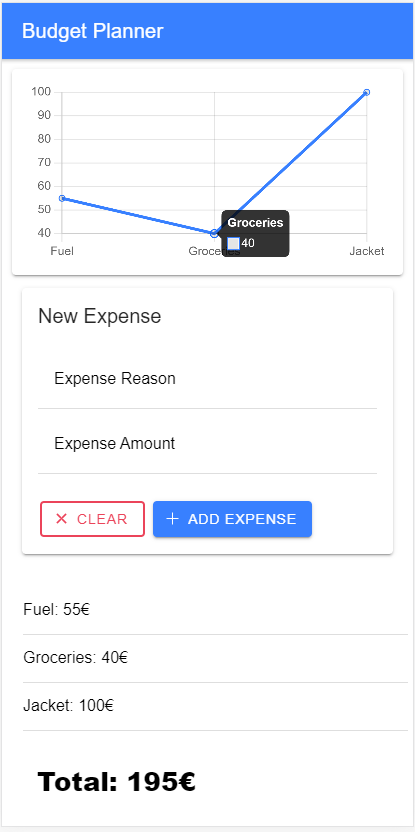 Budget Planner
100
90
80
70
60
50
40
Groceries
40
Fuel
Groceries
Jacket
New Expense
Expense Reason
Expense Amount
CLEAR
ADD EXPENSE
Fuel: 55€
Groceries: 40€
Jacket: 100€
Total: 195€